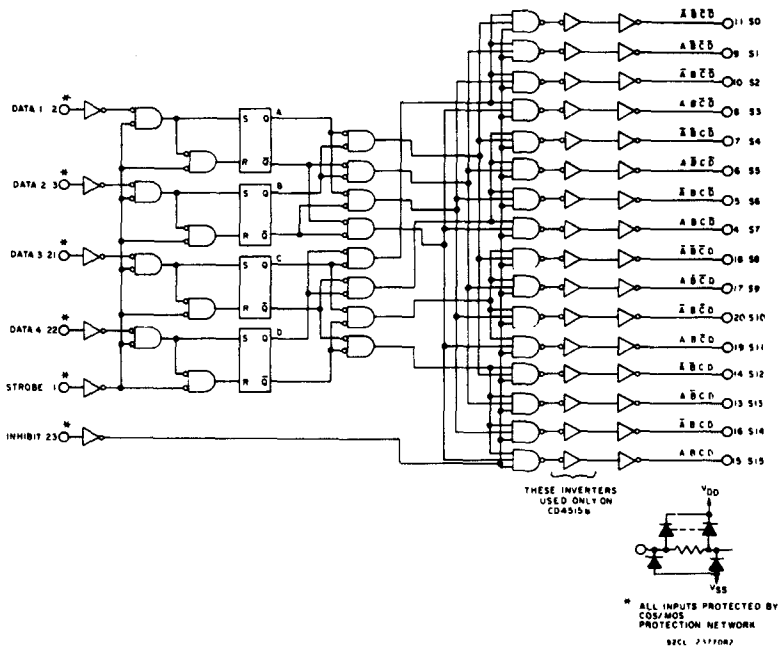 A̅ B̅ C̅ D̅ 11 S0
A B̅ C̅ D̅ 9 S1
A̅ B C̅ D̅ 10 S2
A B C̅ D̅ 8 S3
A̅ B̅ C D̅ 7 S4
A B̅ C D̅ 6 S5
A̅ B C D̅ 5 S6
A B C D̅ 4 S7
A̅ B̅ C̅ D 18 S8
A B̅ C̅ D 17 S9
A̅ B C̅ D 20 S10
A B C̅ D 19 S11
A̅ B̅ C D 14 S12
A B̅ C D 13 S13
A̅ B C D 16 S14
A B C D 15 S15
* DATA 1 2
S Q A
R Q̅
* DATA 2 3
S Q B
R Q̅
* DATA 3 21
S Q C
R Q̅
* DATA 4 22
S Q D
R Q̅
* STROBE 1
* INHIBIT 23
THESE INVERTERS
USED ONLY ON
CD4515B
VDD
VSS
* ALL INPUTS PROTECTED BY
COS/MOS
PROTECTION NETWORK